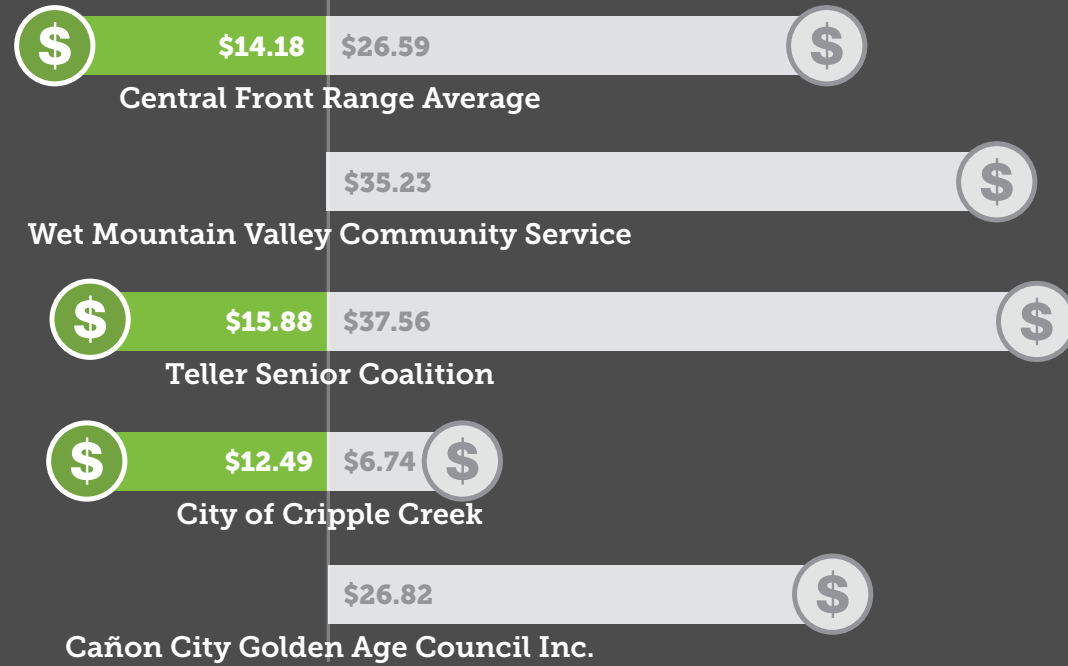 $ $14.18 $26.59 $
Central Front Range Average
$35.23 $
Wet Mountain Valley Community Service
$ $15.88 $37.56 $
Teller Senior Coalition
$ $12.49 $6.74 $
City of Cripple Creek
$26.82 $
Cañon City Golden Age Council Inc.